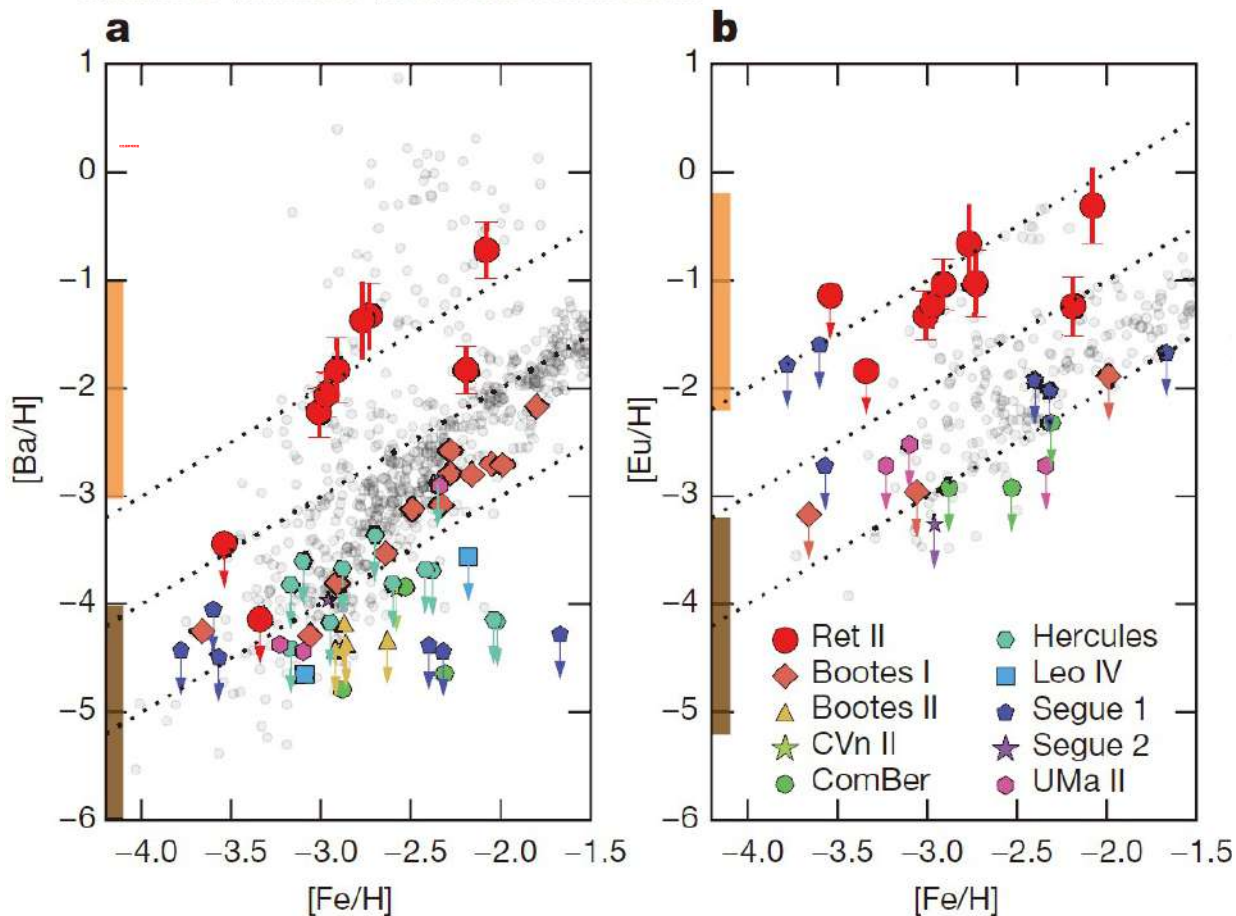 a
b
1
0
−1
−2
−3
−4
−5
−6
[Ba/H]
−4.0
−3.5
−3.0
−2.5
−2.0
−1.5
[Fe/H]
1
0
−1
−2
−3
−4
−5
−6
[Eu/H]
Ret II
Bootes I
Bootes II
CVn II
ComBer
Hercules
Leo IV
Segue 1
Segue 2
UMa II
−4.0
−3.5
−3.0
−2.5
−2.0
−1.5
[Fe/H]